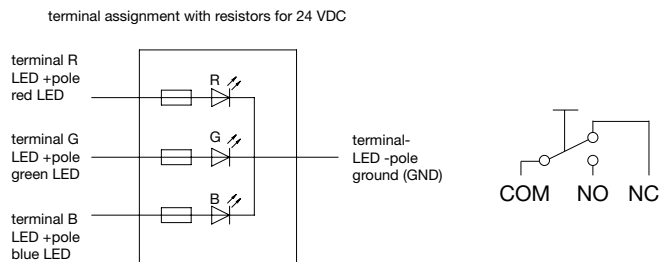 terminal assignment with resistors for 24 VDC
terminal R
LED +pole
red LED
R
terminal G
LED +pole
green LED
G
terminal-
LED -pole
ground (GND)
terminal B
LED +pole
blue LED
B
COM NO NC